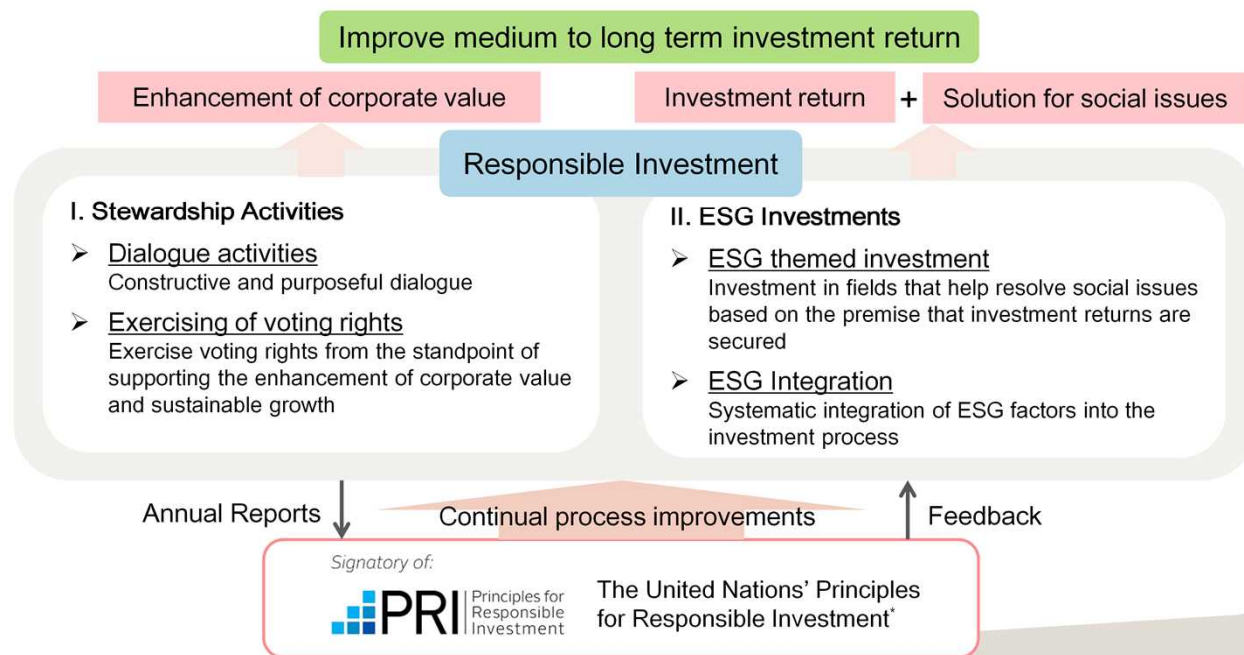 Improve medium to long term investment return
Enhancement of corporate value
Investment return + Solution for social issues
Responsible Investment
I. Stewardship Activities
➢ Dialogue activities
Constructive and purposeful dialogue
➢ Exercising of voting rights
Exercise voting rights from the standpoint of
supporting the enhancement of corporate value
and sustainable growth
II. ESG Investments
➢ ESG themed investment
Investment in fields that help resolve social issues
based on the premise that investment returns are
secured
➢ ESG Integration
Systematic integration of ESG factors into the
investment process
Annual Reports
Continual process improvements
Feedback
Signatory of:
PRI
Principles for
Responsible
Investment
The United Nations’ Principles
for Responsible Investment*